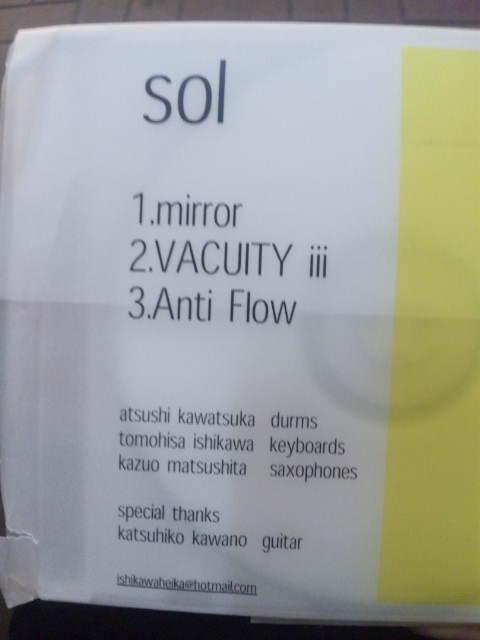 sol
1.mirror
2.VACUITY iii
3.Anti Flow
atsushi kawatsuka durms
tomohisa ishikawa keyboards
kazuo matsushita saxophones
special thanks
katsuhiko kawano guitar
ishikawaheika@hotmail.com